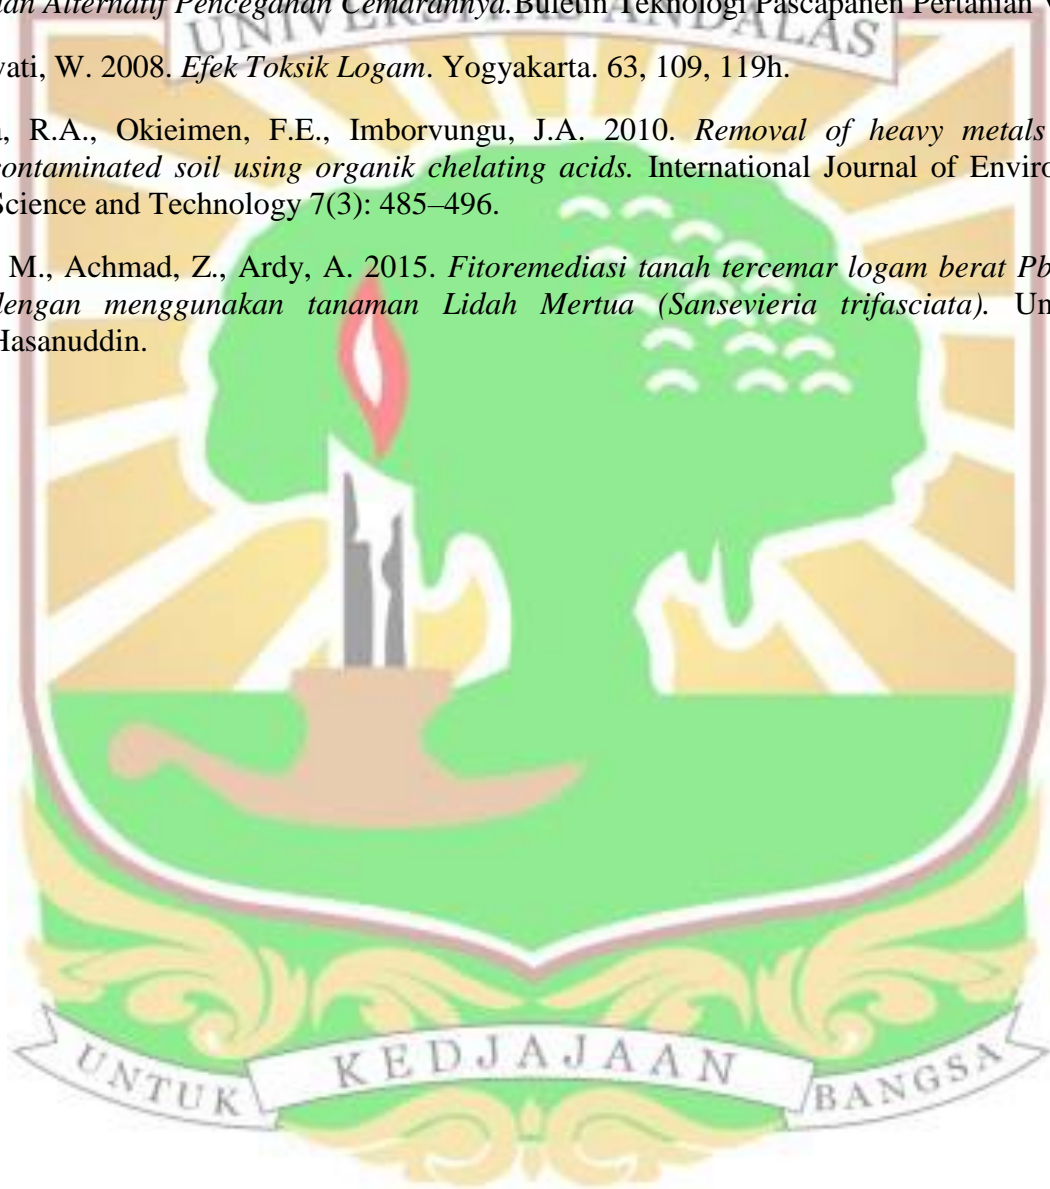 dan Alternatif Pencegahan Cemarannya.Buletin Teknologi Pascapanen Pertanian
UNIVERSITAS ANDALAS
vati, W. 2008. Efek Toksik Logam. Yogyakarta. 63, 109, 119h.
a, R.A., Okieimen, F.E., Imborvungu, J.A. 2010. Removal of heavy metals
contaminated soil using organik chelating acids. International Journal of Enviro
Science and Technology 7(3): 485–496.
M., Achmad, Z., Ardy, A. 2015. Fitoremediasi tanah tercemar logam berat Pb
dengan menggunakan tanaman Lidah Mertua (Sansevieria trifasciata). Un
Hasanuddin.
UNTUK KEDJAJAAN BANGSA